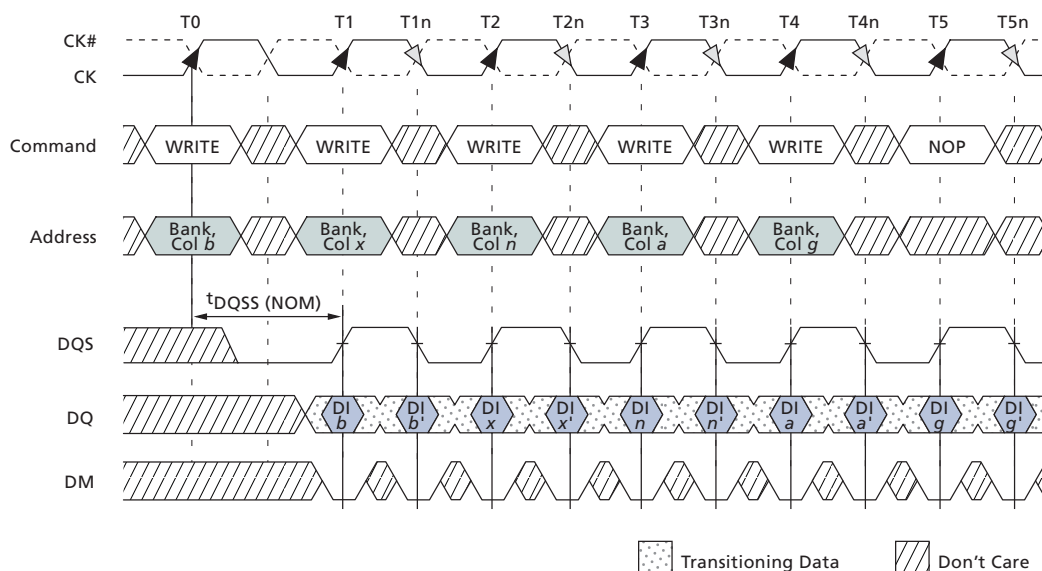 T0 T1 T1n T2 T2n T3 T3n T4 T4n T5 T5n
CK#
CK
Command WRITE WRITE WRITE WRITE WRITE NOP
Address Bank, Col b Bank, Col x Bank, Col n Bank, Col a Bank, Col g
tDQSS (NOM)
DQS
DQ DI b DI b' DI x DI x' DI n DI n' DI a DI a' DI g DI g'
DM
Transitioning Data Don't Care